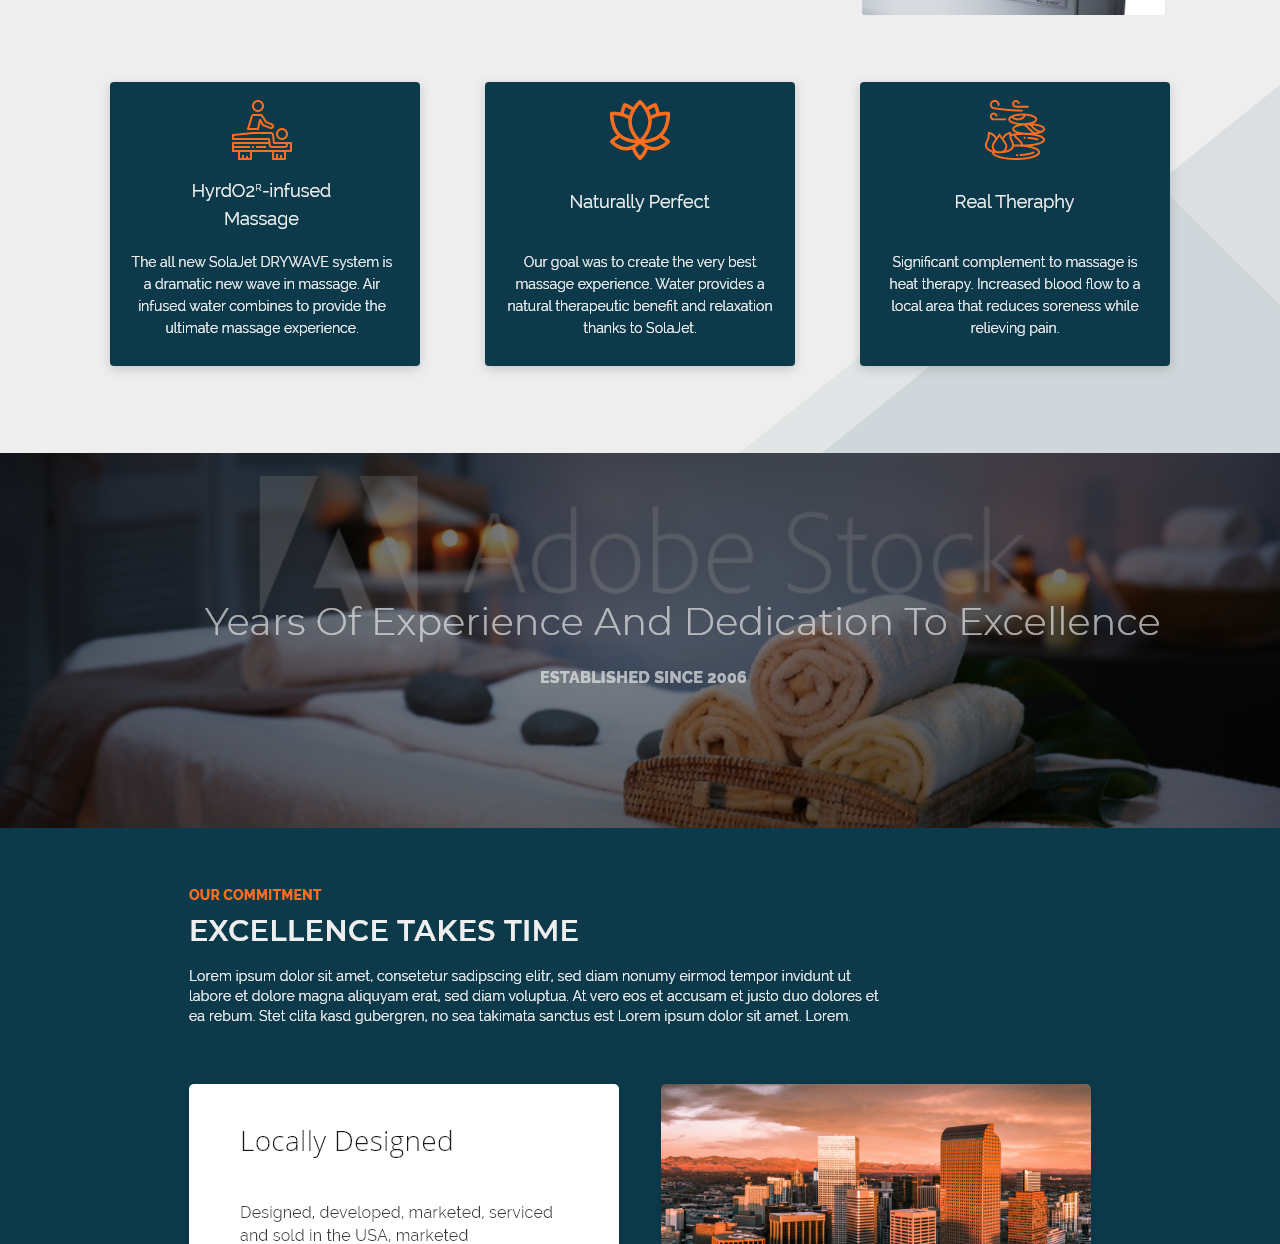 HyrdO2ᴿ-infused
Massage
The all new SolaJet DRYWAVE system is
a dramatic new wave in massage. Air
infused water combines to provide the
ultimate massage experience.
Naturally Perfect
Our goal was to create the very best
massage experience. Water provides a
natural therapeutic benefit and relaxation
thanks to SolaJet.
Real Theraphy
Significant complement to massage is
heat therapy. Increased blood flow to a
local area that reduces soreness while
relieving pain.
Adobe Stock
Years Of Experience And Dedication To Excellence
ESTABLISHED SINCE 2006
OUR COMMITMENT
EXCELLENCE TAKES TIME
Lorem ipsum dolor sit amet, consetetur sadipscing elitr, sed diam nonumy eirmod tempor invidunt ut
labore et dolore magna aliquyam erat, sed diam voluptua. At vero eos et accusam et justo duo dolores et
ea rebum. Stet clita kasd gubergren, no sea takimata sanctus est Lorem ipsum dolor sit amet. Lorem.
Locally Designed
Designed, developed, marketed, serviced
and sold in the USA, marketed